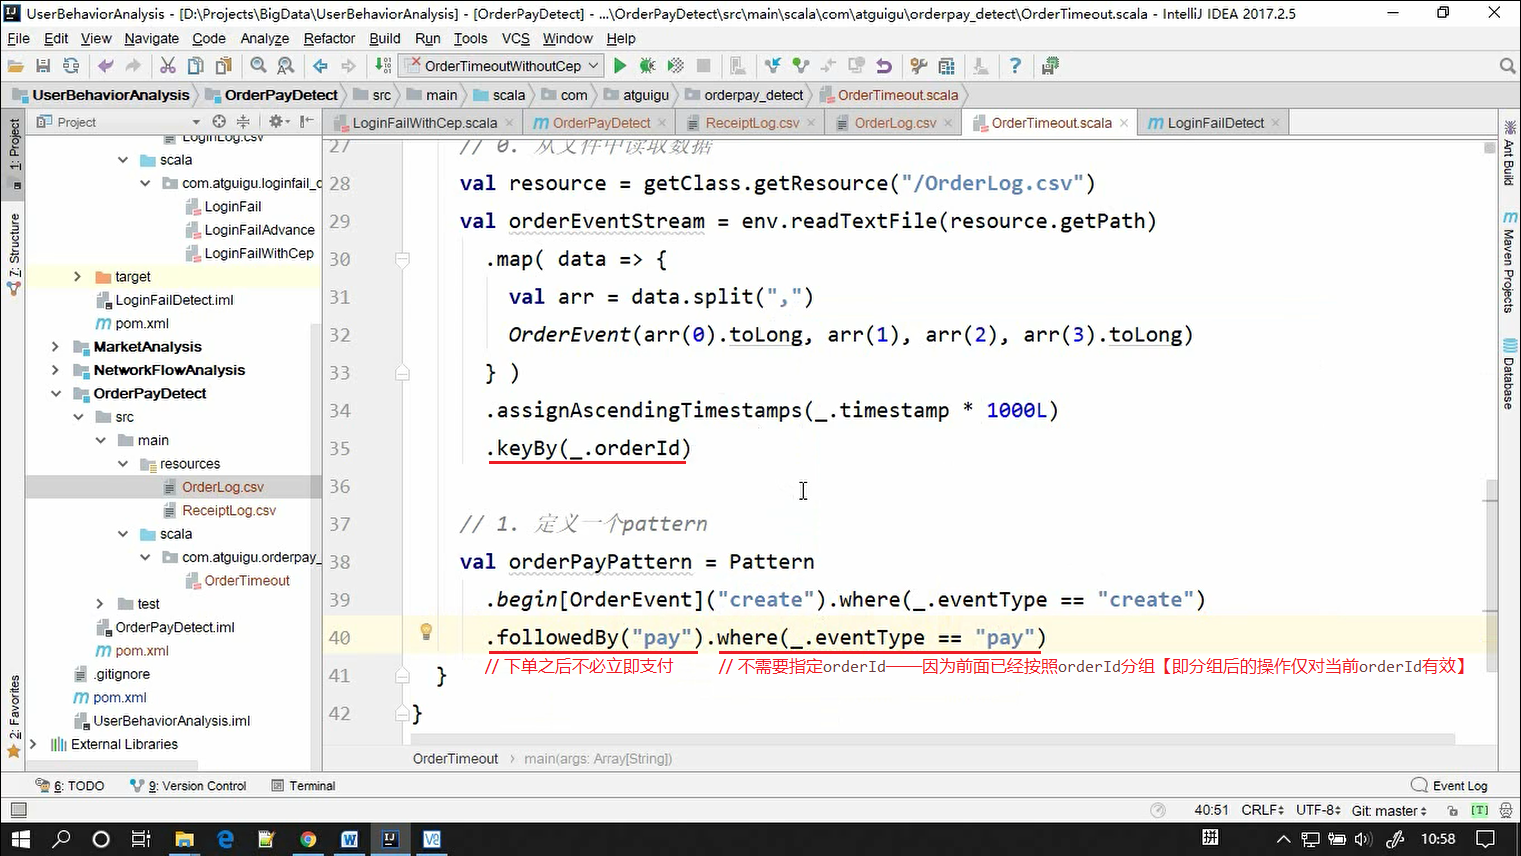 UserBehaviorAnalysis - [D:\Projects\BigData\UserBehaviorAnalysis] - [OrderPayDetect] - ...\OrderPayDetect\src\main\scala\com\atguigu\orderpay_detect\OrderTimeout.scala - IntelliJ IDEA 2017.2.5
File Edit View Navigate Code Analyze Refactor Build Run Tools VCS Window Help
OrderTimeoutWithoutCep
UserBehaviorAnalysis OrderPayDetect src main scala com atguigu orderpay_detect OrderTimeout.scala
Project
LoginFailWithCep.scala OrderPayDetect ReceiptLog.csv OrderLog.csv OrderTimeout.scala LoginFailDetect
1: Project
7: Structure
2: Favorites
LoginLog.csv
scala
com.atguigu.loginfail_d
LoginFail
LoginFailAdvance
LoginFailWithCep
target
LoginFailDetect.iml
pom.xml
MarketAnalysis
NetworkFlowAnalysis
OrderPayDetect
src
main
resources
OrderLog.csv
ReceiptLog.csv
scala
com.atguigu.orderpay_
OrderTimeout
test
OrderPayDetect.iml
pom.xml
.gitignore
pom.xml
UserBehaviorAnalysis.iml
External Libraries
27 // 0. 从文件中读取数据
28 val resource = getClass.getResource("/OrderLog.csv")
29 val orderEventStream = env.readTextFile(resource.getPath)
30 .map( data => {
31 val arr = data.split(",")
32 OrderEvent(arr(0).toLong, arr(1), arr(2), arr(3).toLong)
33 } )
34 .assignAscendingTimestamps(_.timestamp * 1000L)
35 .keyBy(_.orderId)
36
37 // 1. 定义一个pattern
38 val orderPayPattern = Pattern
39 .begin[OrderEvent]("create").where(_.eventType == "create")
40 .followedBy("pay").where(_.eventType == "pay")
// 下单之后不必立即支付 // 不需要指定orderId——因为前面已经按照orderId分组【即分组后的操作仅对当前orderId有效】
41 }
42 }
OrderTimeout main(args: Array[String])
Ant Build
Maven Projects
Database
6: TODO 9: Version Control Terminal Event Log
40:51 CRLF UTF-8 Git: master [T]
拼 10:58